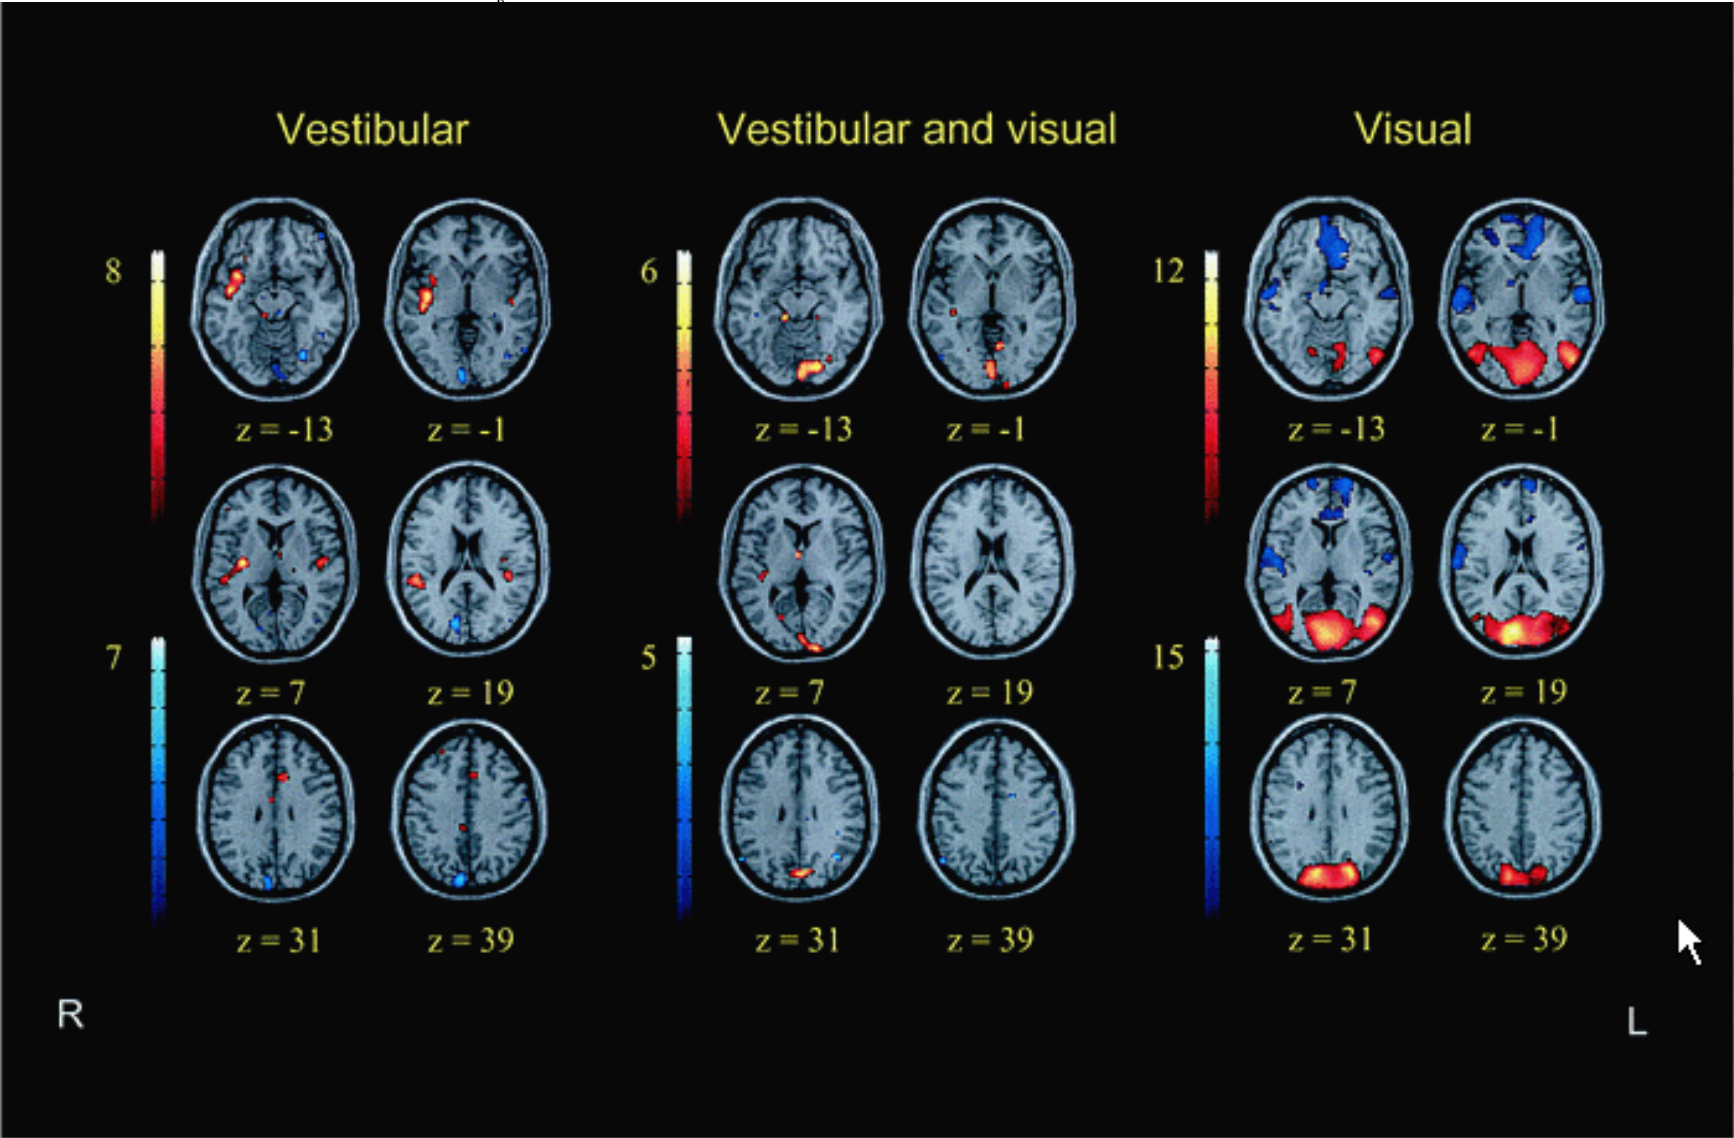 Vestibular Vestibular and visual Visual
8 6 12
z = -13 z = -1 z = -13 z = -1 z = -13 z = -1
7 5 15
z = 7 z = 19 z = 7 z = 19 z = 7 z = 19
z = 31 z = 39 z = 31 z = 39 z = 31 z = 39
R L